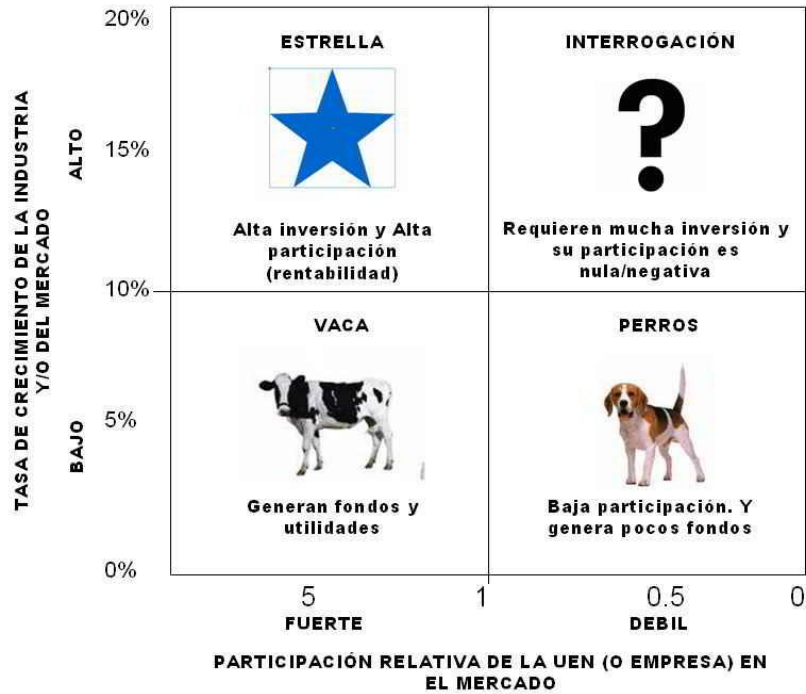 20%
ESTRELLA
INTERROGACIÓN
?
15%
ALTO
TASA DE CRECIMIENTO DE LA INDUSTRIA
Y/O DEL MERCADO
Alta inversión y Alta
participación
(rentabilidad)
Requieren mucha inversión y
su participación es
nula/negativa
10%
VACA
PERROS
5%
BAJO
Generan fondos y
utilidades
Baja participación. Y
genera pocos fondos
0%
5
1
0.5
0
FUERTE
DEBIL
PARTICIPACIÓN RELATIVA DE LA UEN (O EMPRESA) EN
EL MERCADO